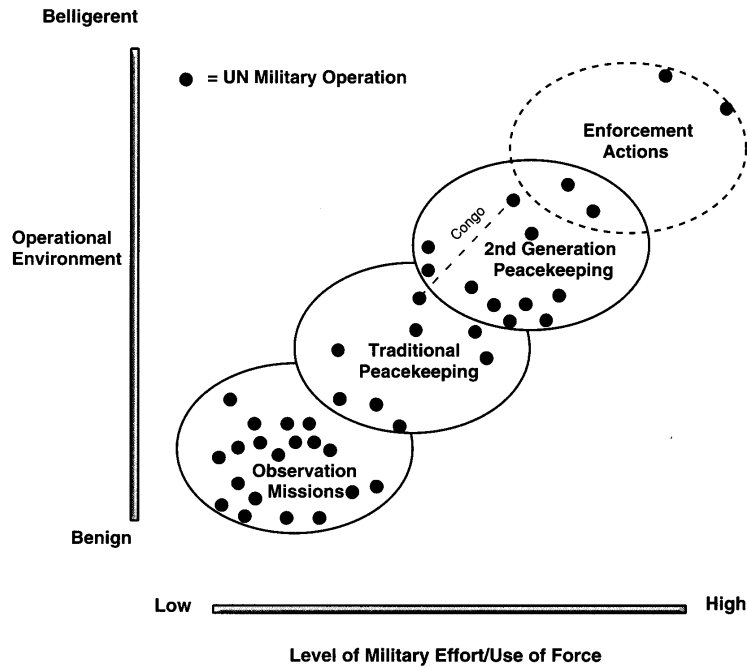 Belligerent
= UN Military Operation
Enforcement
Actions
Congo
Operational
Environment
2nd Generation
Peacekeeping
Traditional
Peacekeeping
Observation
Missions
Benign
Low
High
Level of Military Effort/Use of Force